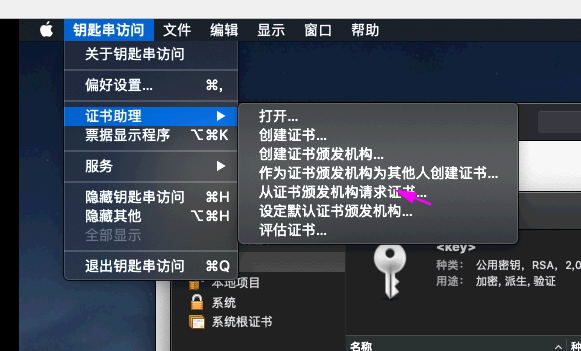 钥匙串访问 文件 编辑 显示 窗口 帮助
关于钥匙串访问
偏好设置... ⌘,
证书助理 ▶
票据显示程序 ⌥⌘K
服务 ▶
隐藏钥匙串访问 ⌘H
隐藏其他 ⌥⌘H
全部显示
退出钥匙串访问 ⌘Q
打开...
创建证书...
创建证书颁发机构...
作为证书颁发机构为其他人创建证书...
从证书颁发机构请求证书...
设定默认证书颁发机构...
评估证书...
<key>
种类： 公用密钥, RSA, 2,0
用途： 加密, 派生, 验证
本地项目
系统
系统根证书
名称
种